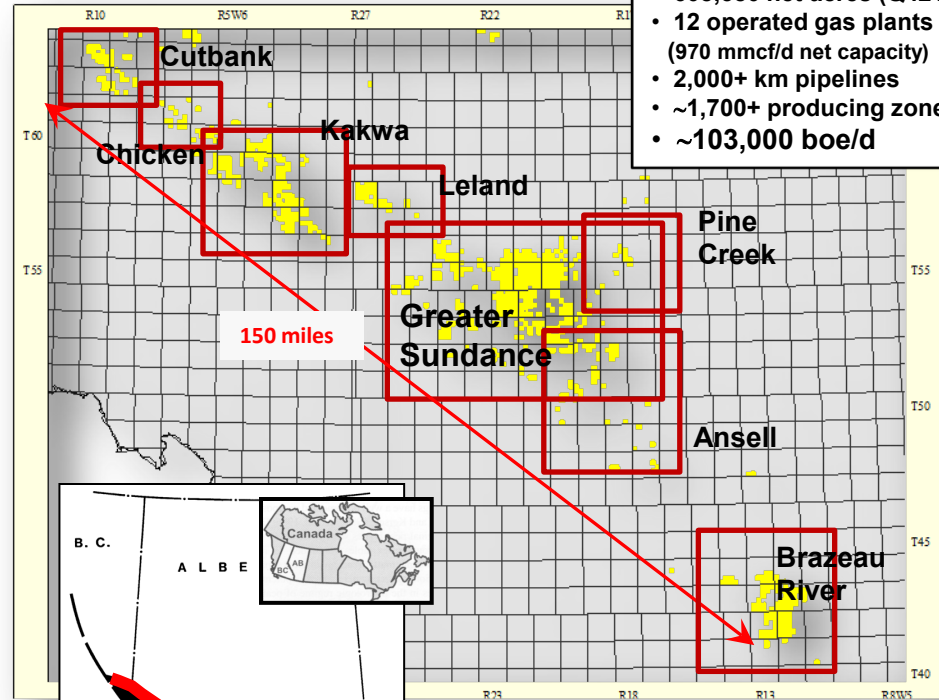 R10
R5W6
R27
R22
• 12 operated gas plants
(970 mmcf/d net capacity)
• 2,000+ km pipelines
• ~1,700+ producing zone
• ~103,000 boe/d
Cutbank
T60
Kakwa
Chicken
Leland
Pine
Creek
T55
T55
Greater
Sundance
150 miles
T50
Ansell
T45
B. C.
A L B E
Canada
BC
AB
Brazeau
River
T40
R23
R18
R13
R8W5